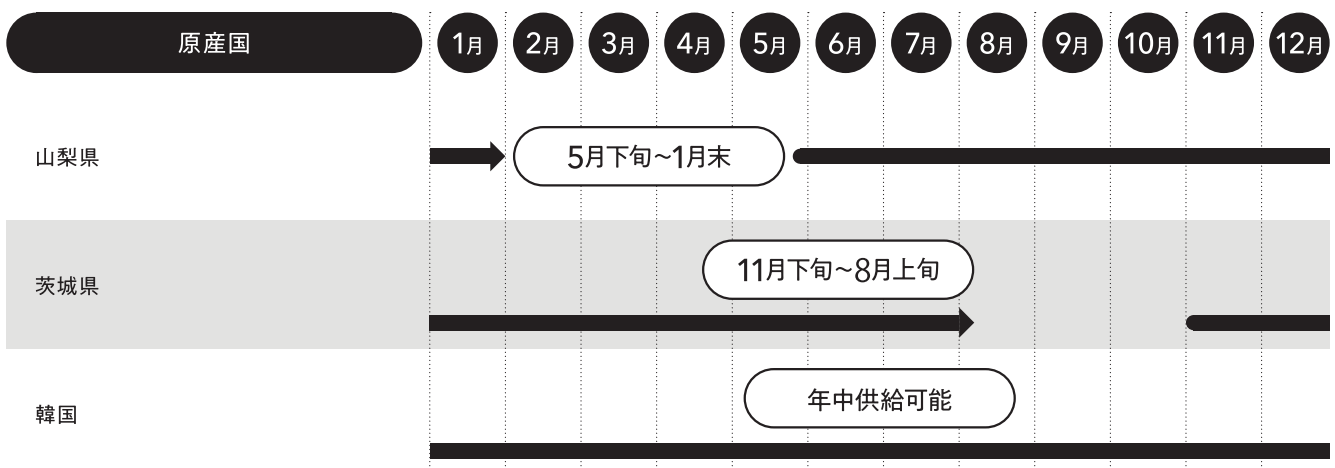 原産国 1月 2月 3月 4月 5月 6月 7月 8月 9月 10月 11月 12月
山梨県 5月下旬~1月末
茨城県 11月下旬~8月上旬
韓国 年中供給可能